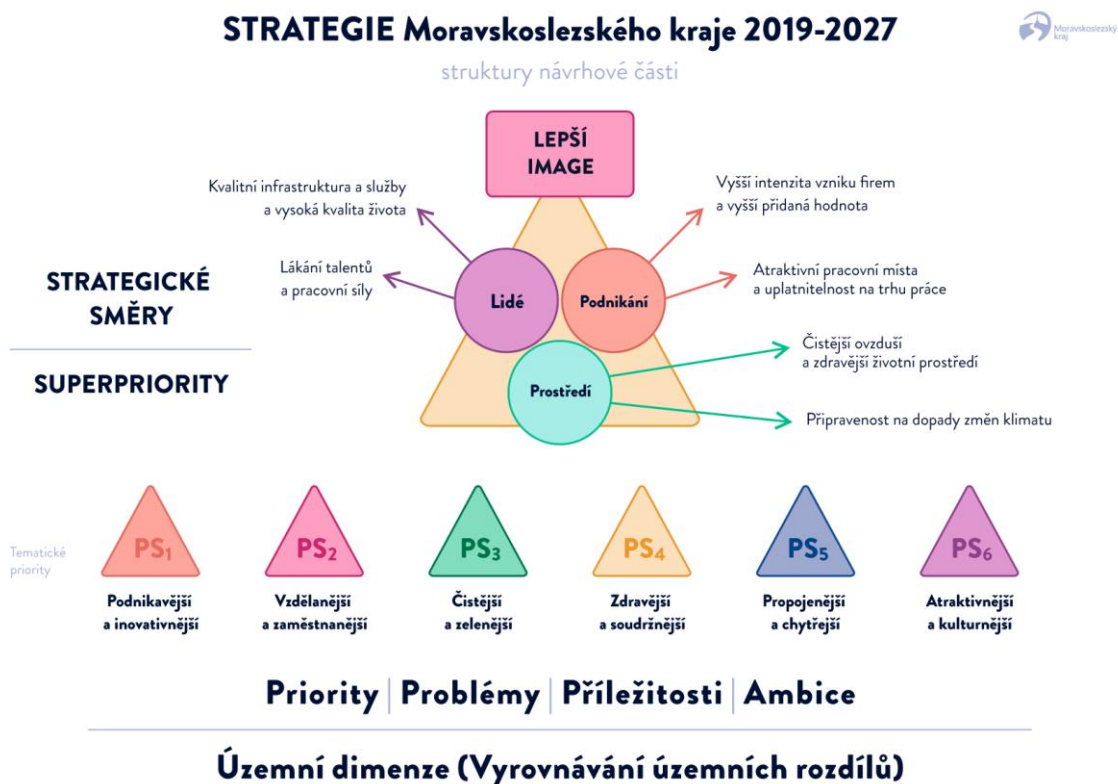 STRATEGIE Moravskoslezského kraje 2019-2027
struktury návrhové části
Moravskoslezský
kraj
LEPŠÍ
IMAGE
Kvalitní infrastruktura a služby
a vysoká kvalita života
Vyšší intenzita vzniku firem
a vyšší přidaná hodnota
Lákání talentů
a pracovní síly
Atraktivní pracovní místa
a uplatnitelnost na trhu práce
STRATEGICKÉ
SMĚRY
Lidé
Podnikání
SUPERPRIORITY
Prostředí
Čistější ovzduší
a zdravější životní prostředí
Připravenost na dopady změn klimatu
Tematické
priority
PS1
PS2
PS3
PS4
PS5
PS6
Podnikavější
a inovativnější
Vzdělanější
a zaměstnanější
Čistější
a zelenější
Zdravější
a soudržnější
Propojenější
a chytřejší
Atraktivnější
a kulturnější
Priority | Problémy | Příležitosti | Ambice
Územní dimenze (Vyrovnávání územních rozdílů)